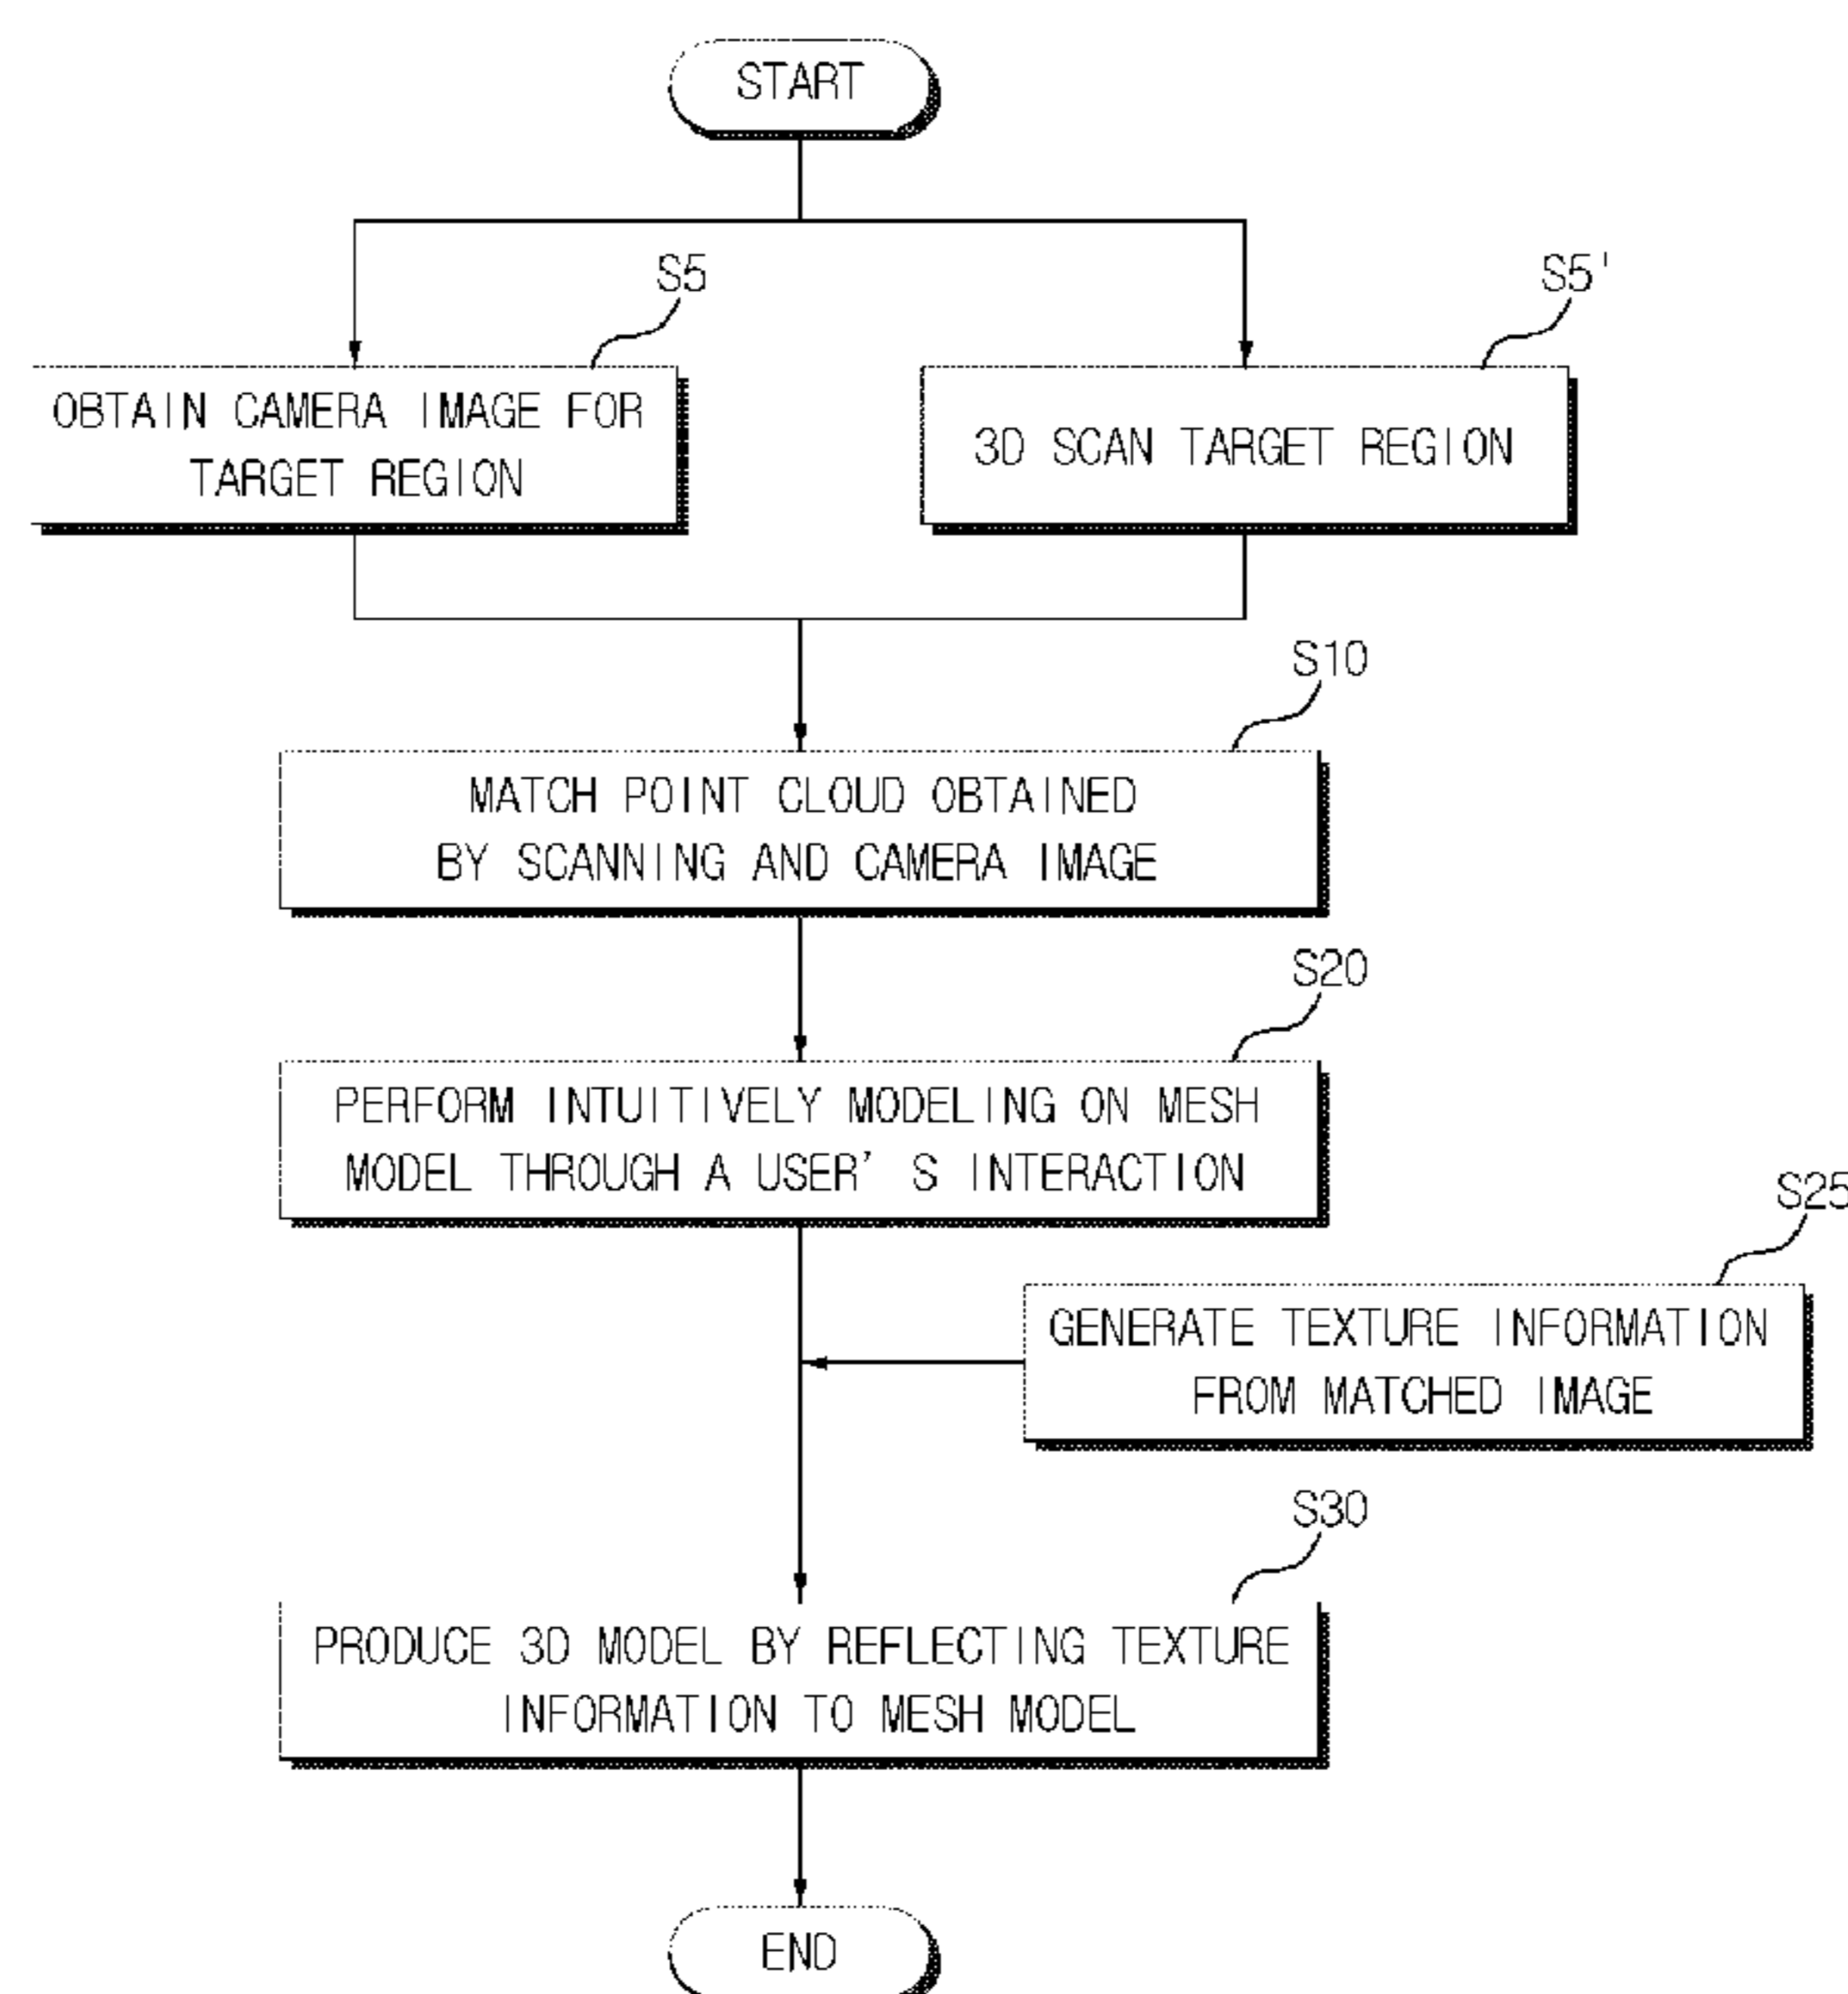 START
S5
S5'
OBTAIN CAMERA IMAGE FOR
TARGET REGION
3D SCAN TARGET REGION
S10
MATCH POINT CLOUD OBTAINED
BY SCANNING AND CAMERA IMAGE
S20
PERFORM INTUITIVELY MODELING ON MESH
MODEL THROUGH A USER' S INTERACTION
S25
GENERATE TEXTURE INFORMATION
FROM MATCHED IMAGE
S30
PRODUCE 3D MODEL BY REFLECTING TEXTURE
INFORMATION TO MESH MODEL
END